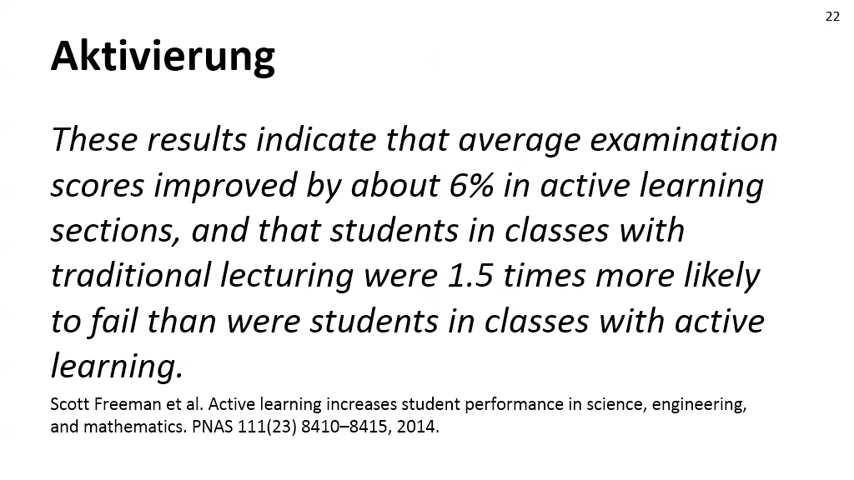 22
Aktivierung
These results indicate that average examination
scores improved by about 6% in active learning
sections, and that students in classes with
traditional lecturing were 1.5 times more likely
to fail than were students in classes with active
learning.
Scott Freeman et al. Active learning increases student performance in science, engineering,
and mathematics. PNAS 111(23) 8410–8415, 2014.